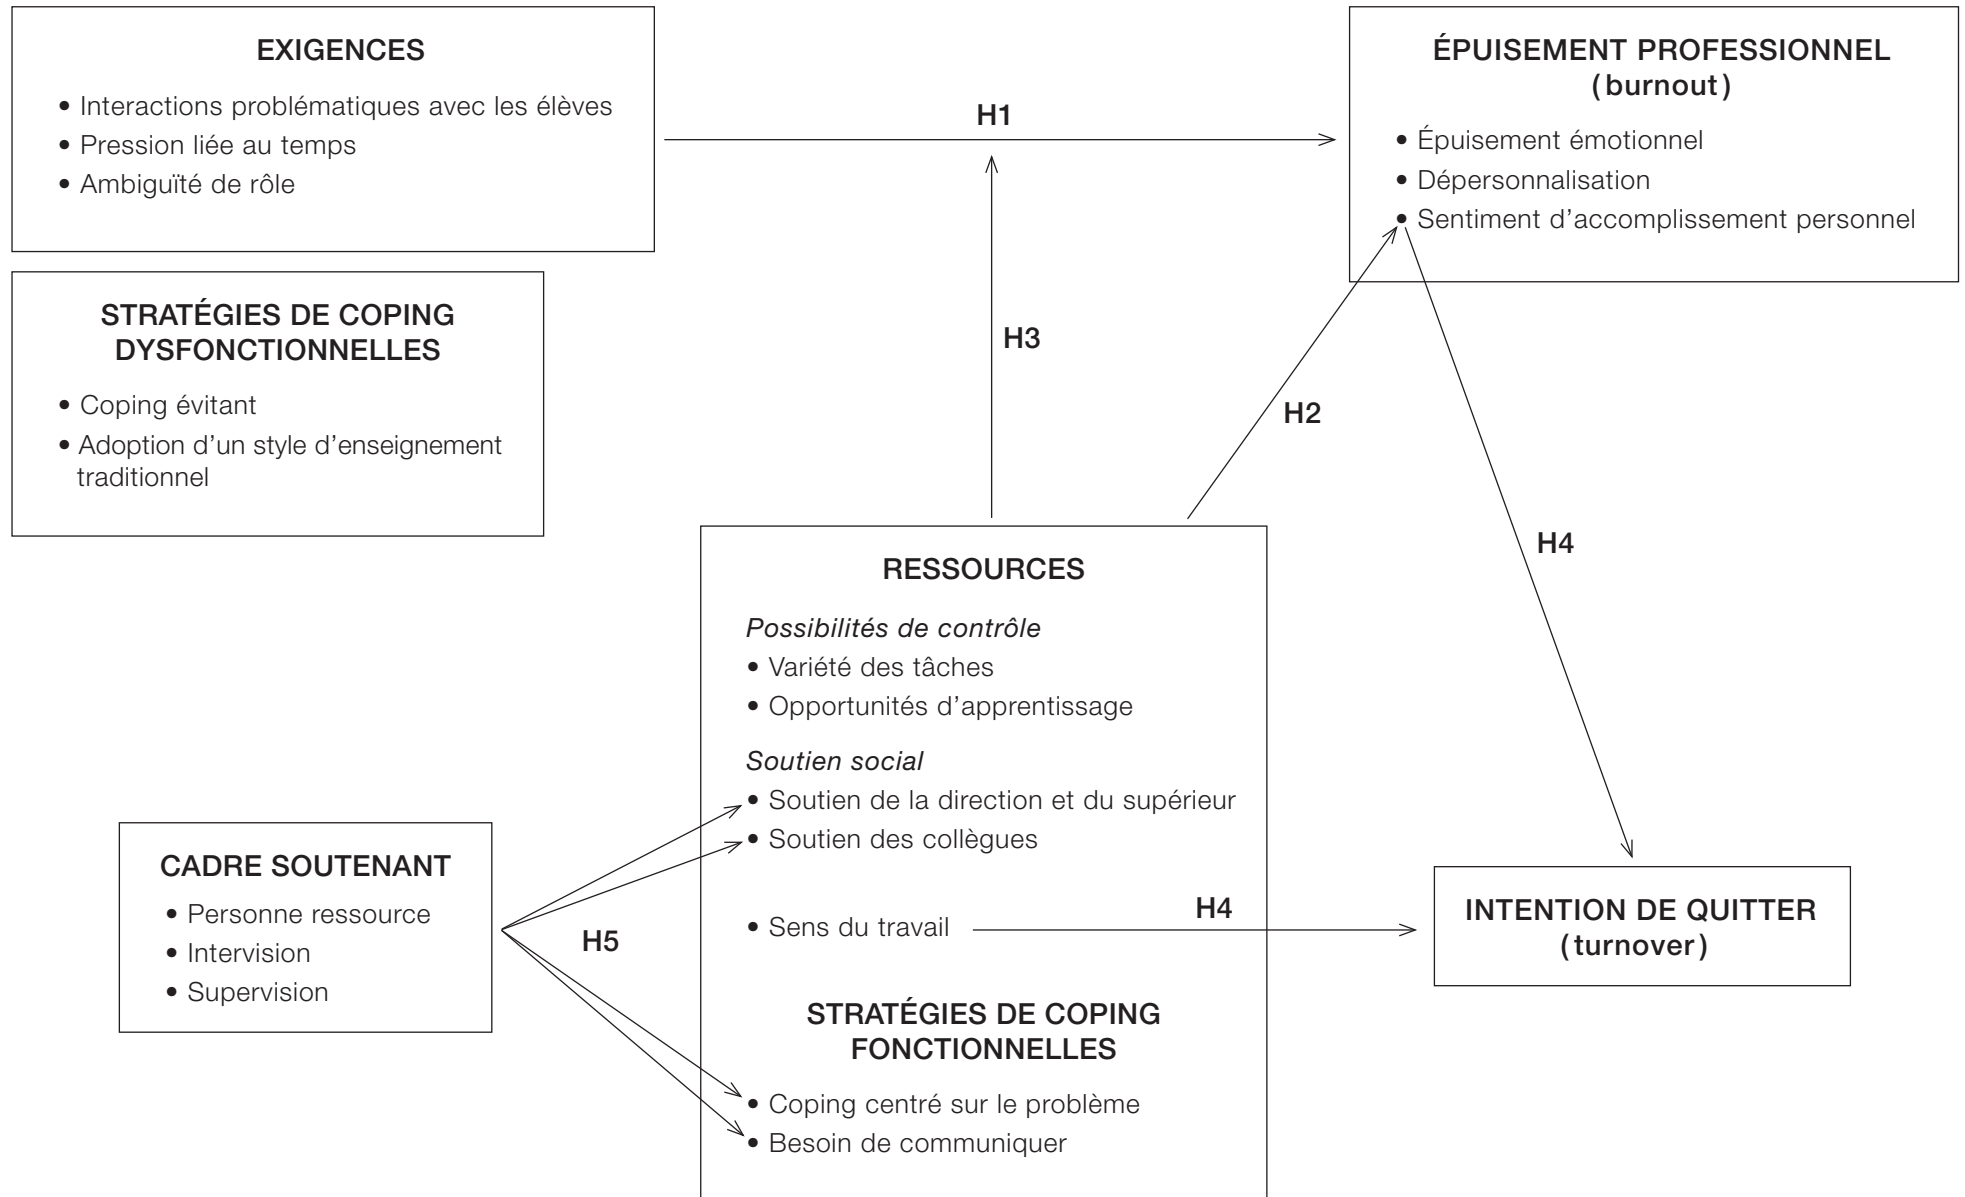 EXIGENCES
• Interactions problématiques avec les élèves
• Pression liée au temps
• Ambiguïté de rôle
H1
ÉPUISEMENT PROFESSIONNEL
(burnout)
• Épuisement émotionnel
• Dépersonnalisation
• Sentiment d'accomplissement personnel
STRATÉGIES DE COPING
DYSFONCTIONNELLES
• Coping évitant
• Adoption d'un style d'enseignement
traditionnel
H3
H2
H4
RESSOURCES
Possibilités de contrôle
• Variété des tâches
• Opportunités d'apprentissage
Soutien social
• Soutien de la direction et du supérieur
• Soutien des collègues
• Sens du travail
H4
STRATÉGIES DE COPING
FONCTIONNELLES
• Coping centré sur le problème
• Besoin de communiquer
CADRE SOUTENANT
• Personne ressource
• Intervision
• Supervision
H5
INTENTION DE QUITTER
(turnover)